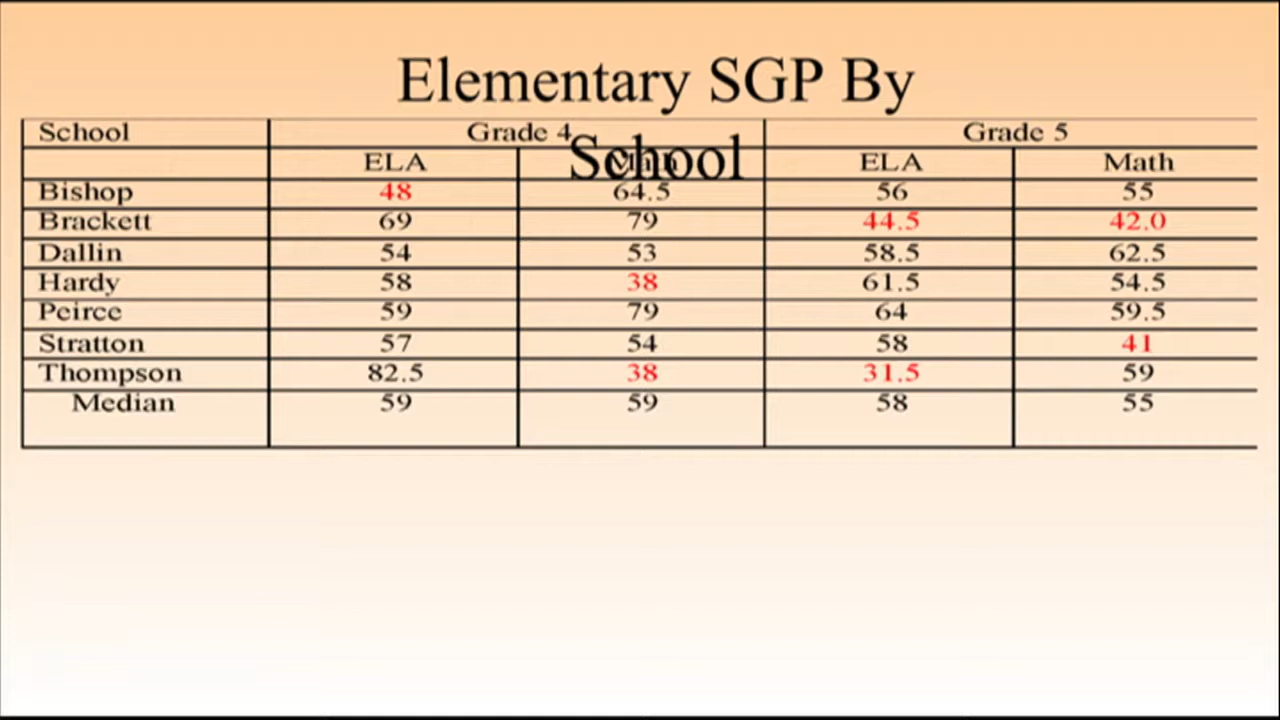 Elementary SGP By
School
School Grade 4 Grade 5
ELA Math ELA Math
Bishop 48 64.5 56 55
Brackett 69 79 44.5 42.0
Dallin 54 53 58.5 62.5
Hardy 58 38 61.5 54.5
Peirce 59 79 64 59.5
Stratton 57 54 58 41
Thompson 82.5 38 31.5 59
Median 59 59 58 55